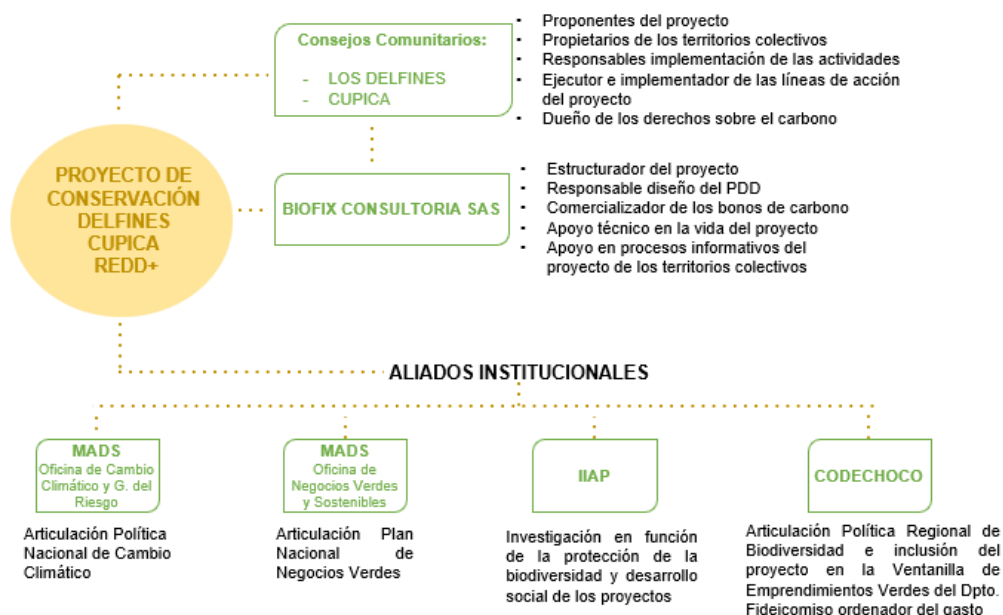 Consejos Comunitarios:
- LOS DELFINES
- CUPICA
▪ Proponentes del proyecto
▪ Propietarios de los territorios colectivos
▪ Responsables implementación de las actividades
▪ Ejecutor e implementador de las líneas de acción
del proyecto
▪ Dueño de los derechos sobre el carbono
PROYECTO DE
CONSERVACIÓN
DELFINES
CUPICA
REDD+
BIOFIX CONSULTORIA SAS
▪ Estructurador del proyecto
▪ Responsable diseño del PDD
▪ Comercializador de los bonos de carbono
▪ Apoyo técnico en la vida del proyecto
▪ Apoyo en procesos informativos del
proyecto de los territorios colectivos
ALIADOS INSTITUCIONALES
MADS
Oficina de Cambio
Climático y G. del
Riesgo
Articulación Política
Nacional de Cambio
Climático
MADS
Oficina de
Negocios Verdes
y Sostenibles
Articulación Plan
Nacional de
Negocios Verdes
IIAP
Investigación en función
de la protección de la
biodiversidad y desarrollo
social de los proyectos
CODECHOCO
Articulación Política Regional de
Biodiversidad e inclusión del
proyecto en la Ventanilla de
Emprendimientos Verdes del Dpto.
Fideicomiso ordenador del gasto